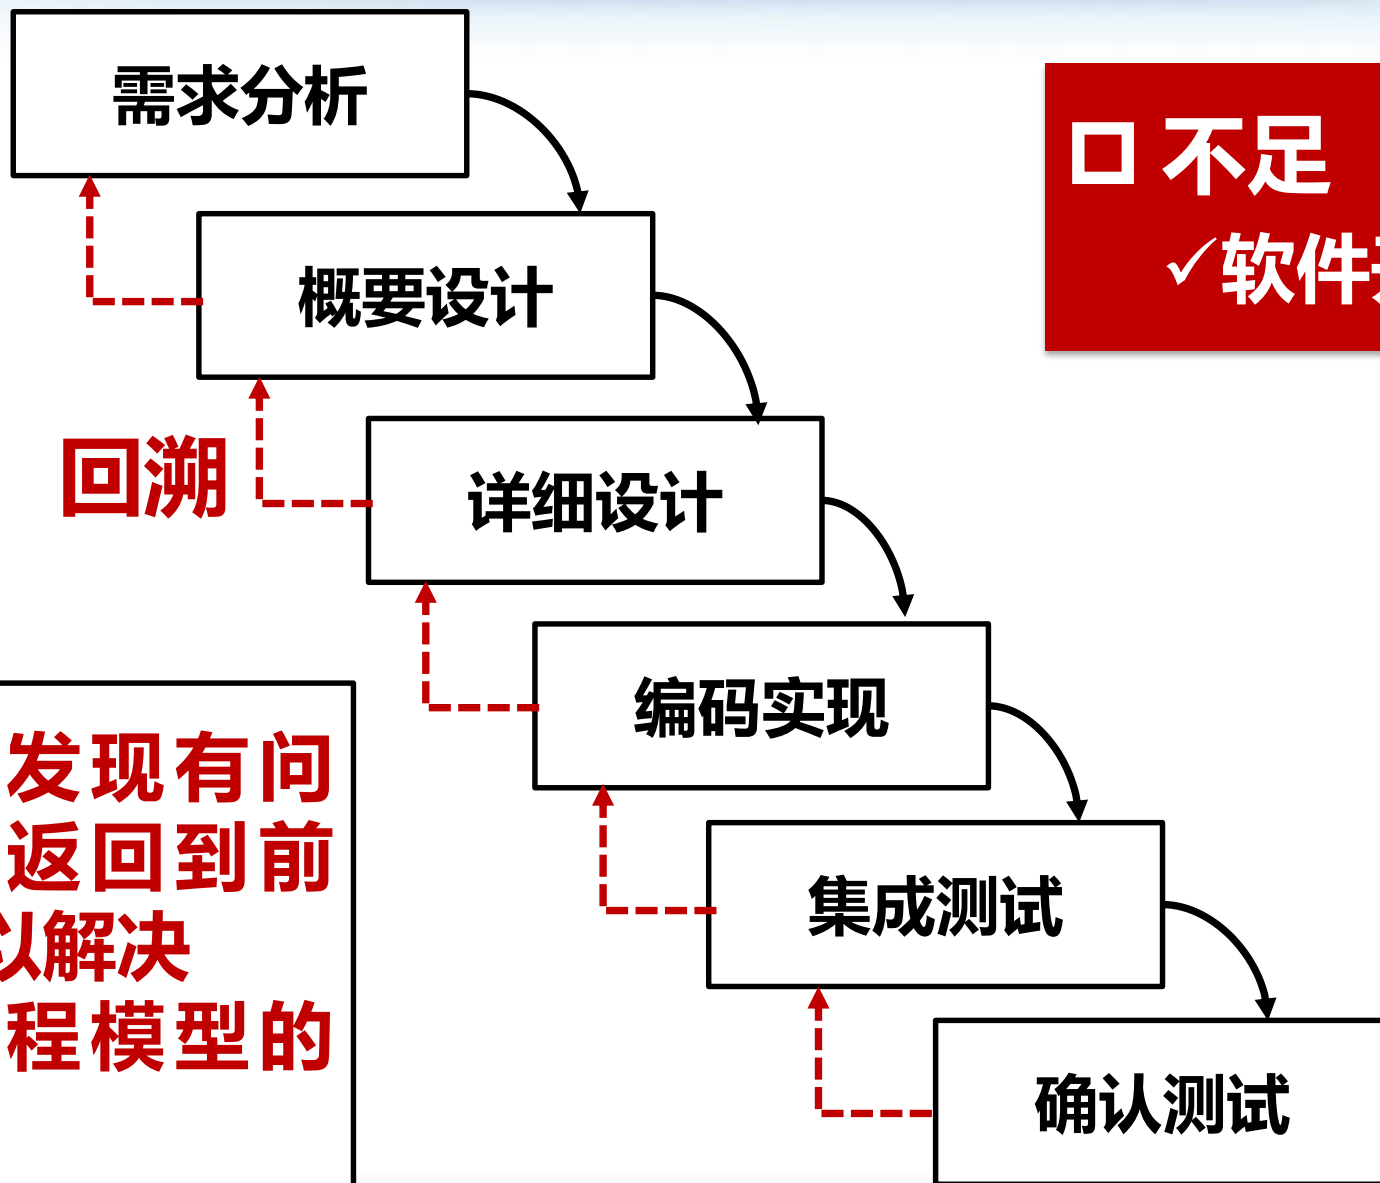 需求分析
不足
✓软件
概要设计
回溯
详细设计
编码实现
发现有问
返回到前
以解决
程模型的
集成测试
确认测试